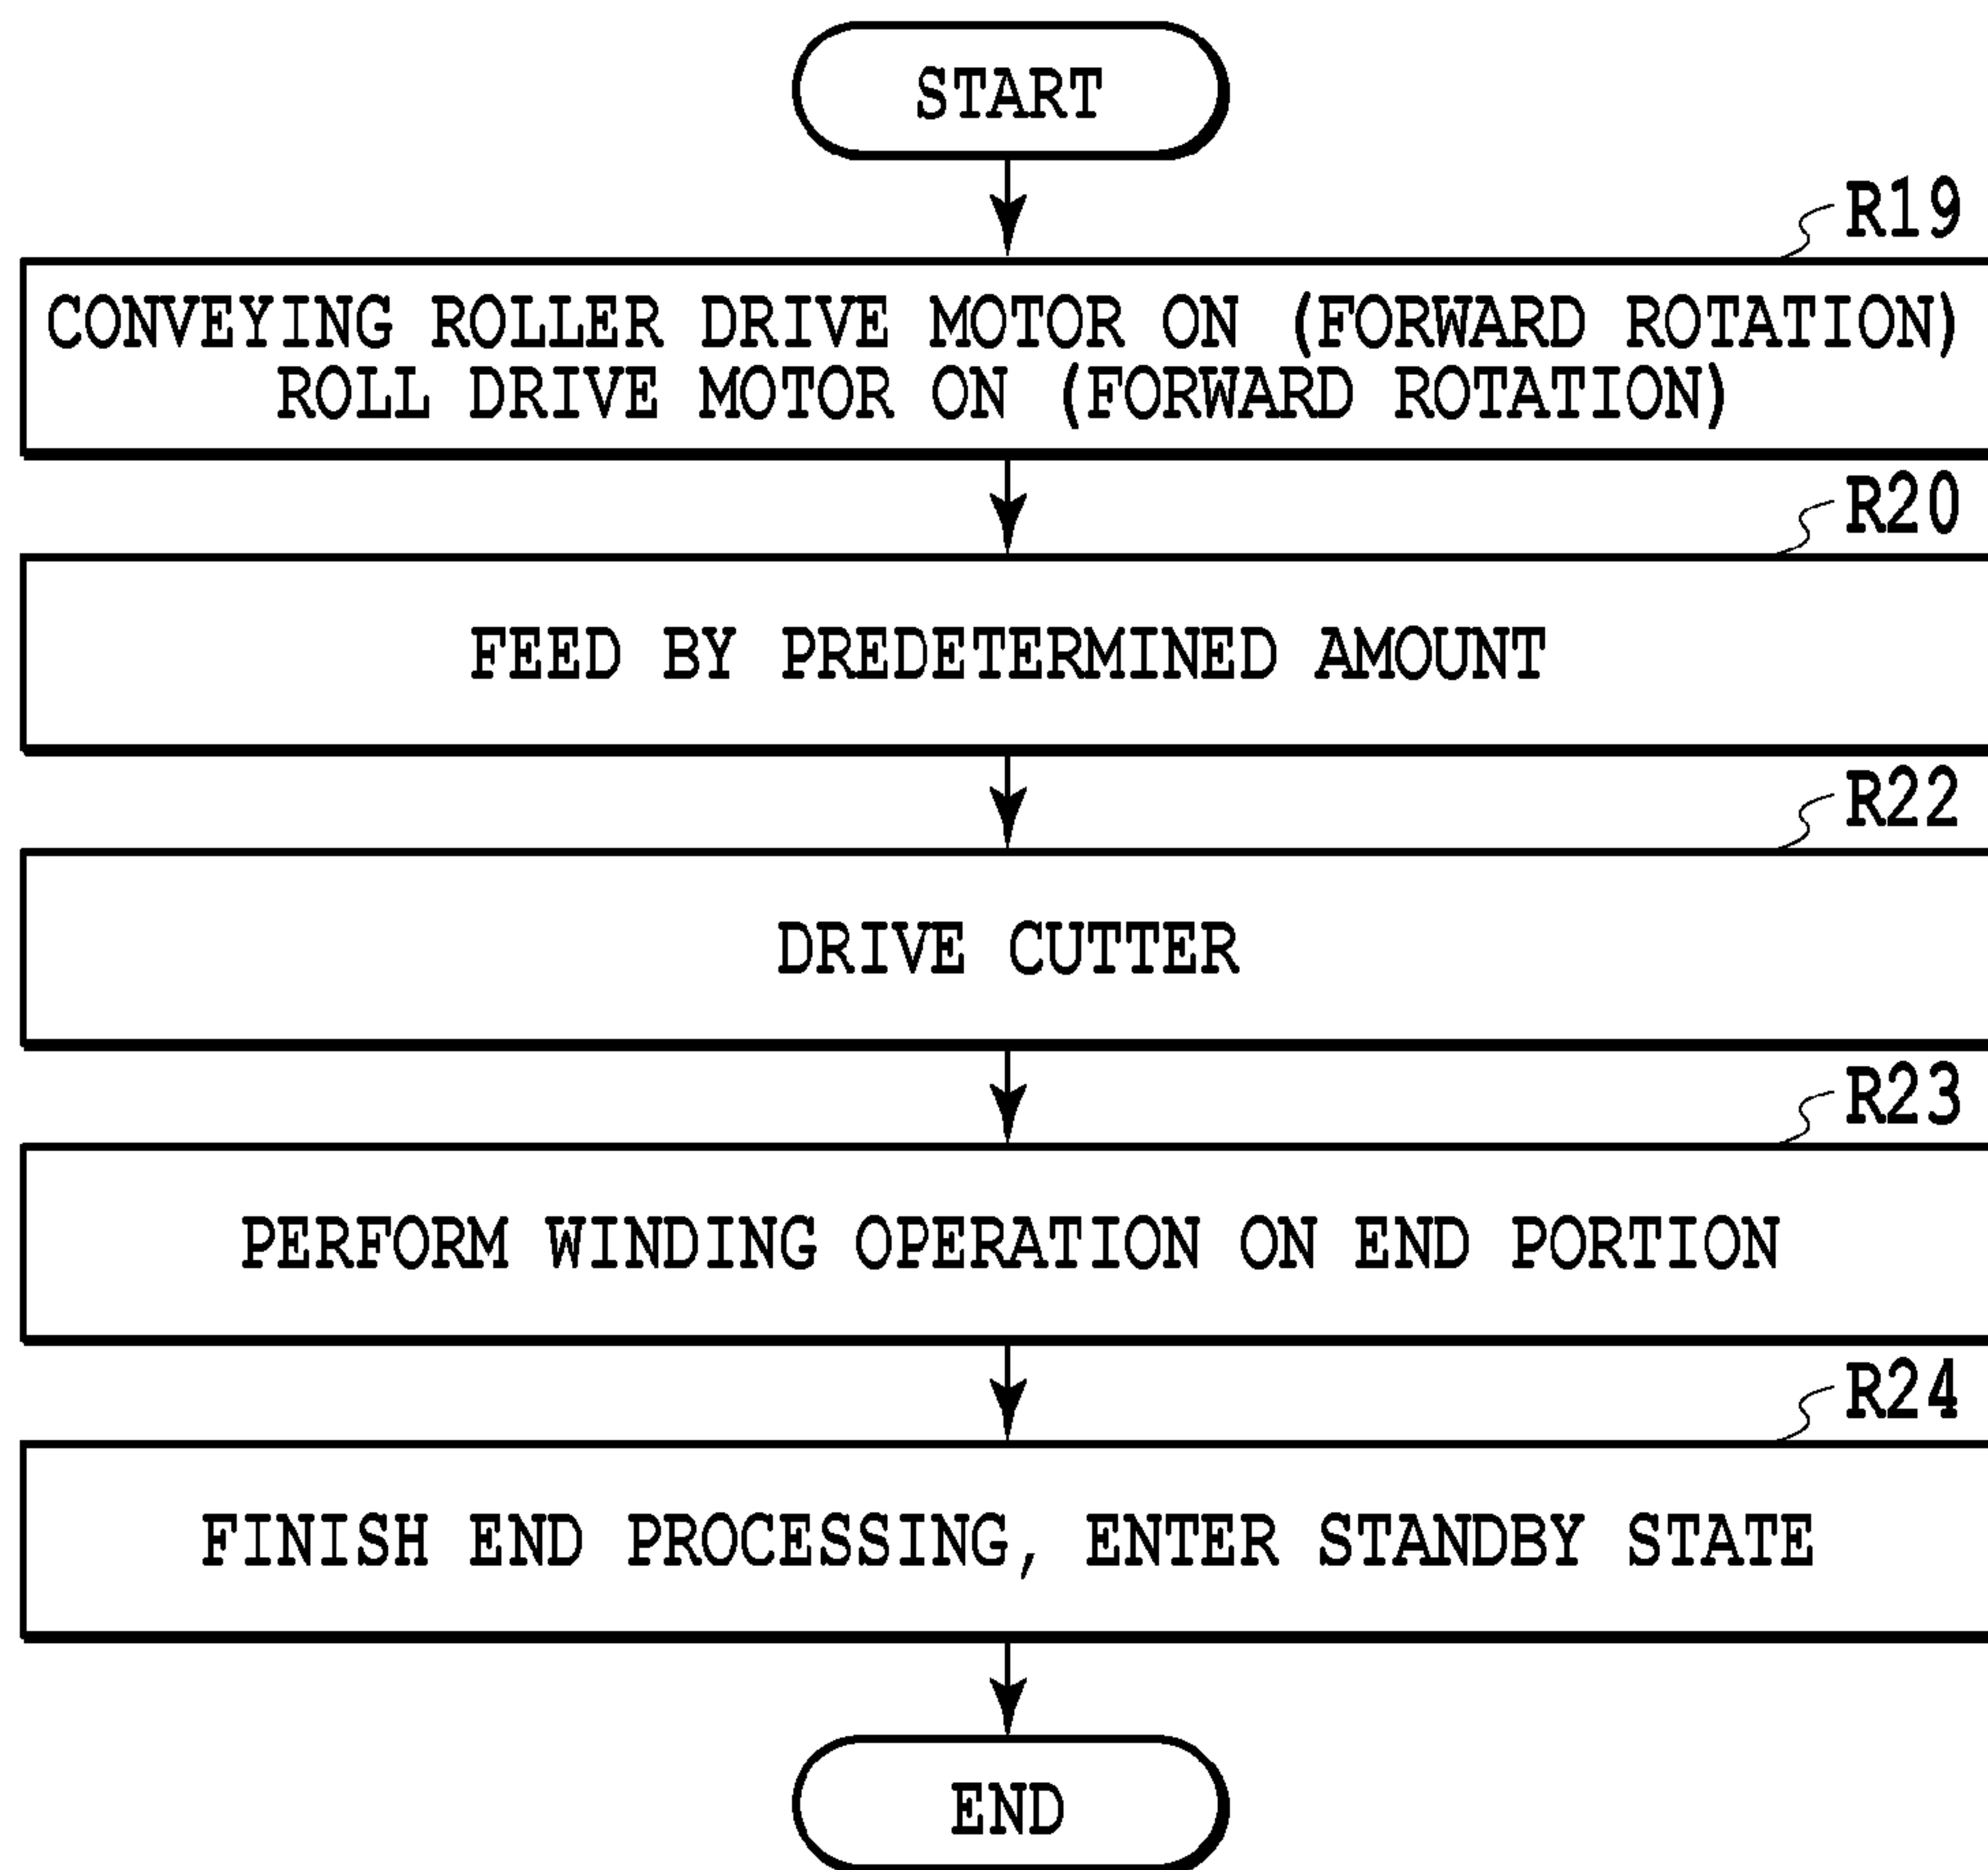 START
R19
CONVEYING ROLLER DRIVE MOTOR ON (FORWARD ROTATION)
ROLL DRIVE MOTOR ON (FORWARD ROTATION)
R20
FEED BY PREDETERMINED AMOUNT
R22
DRIVE CUTTER
R23
PERFORM WINDING OPERATION ON END PORTION
R24
FINISH END PROCESSING, ENTER STANDBY STATE
END